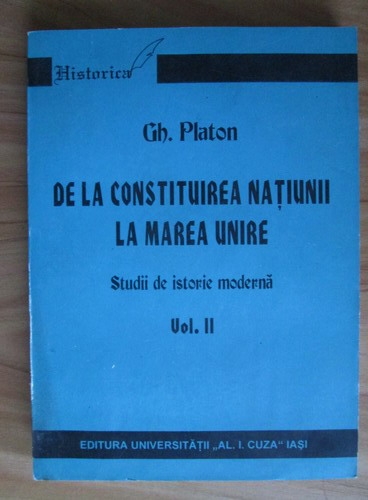 Historica
Gh. Platon
DE LA CONSTITUIREA NAȚIUNII
LA MAREA UNIRE
Studii de istorie modernă
Vol. II
EDITURA UNIVERSITĂȚII „AL. I. CUZA" IAȘI